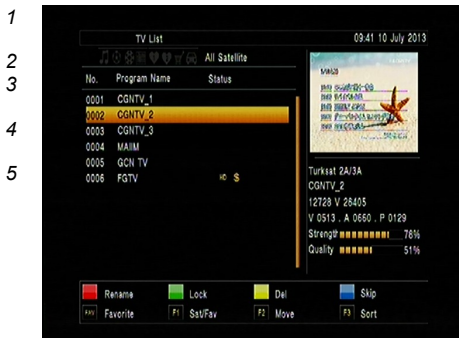 1
TV List 09:41 10 July 2013
2
All Satellite
3
No. Program Name Status
0001 CGNTV_1
0002 CGNTV_2
4
0003 CGNTV_3
0004 MAIIM
5
0005 GCN TV
0006 FGTV HD $
Turksat 2A/3A
CGNTV_2
12728 V 26405
V 0513 . A 0660 . P 0129
Strength 78%
Quality 51%
Rename Lock Del Skip
FAV Favorite F1 Sat/Fav F2 Move F3 Sort